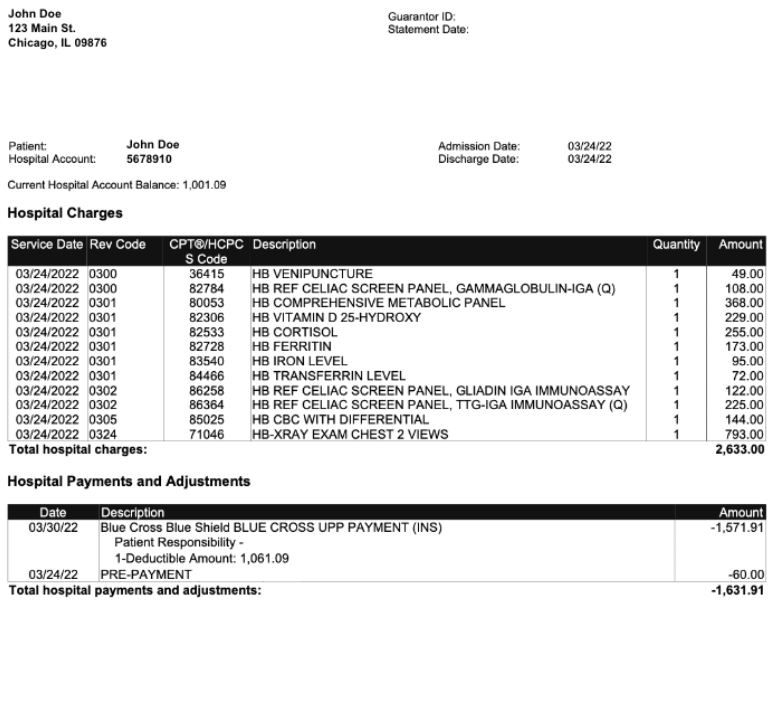 John Doe
123 Main St.
Chicago, IL 09876
Guarantor ID:
Statement Date:
Patient: John Doe
Hospital Account: 5678910
Admission Date: 03/24/22
Discharge Date: 03/24/22
Current Hospital Account Balance: 1,001.09
Hospital Charges
Service Date Rev Code CPT®/HCPC S Code Description Quantity Amount
03/24/2022 0300 36415 HB VENIPUNCTURE 1 49.00
03/24/2022 0300 82784 HB REF CELIAC SCREEN PANEL, GAMMAGLOBULIN-IGA (Q) 1 108.00
03/24/2022 0301 80053 HB COMPREHENSIVE METABOLIC PANEL 1 368.00
03/24/2022 0301 82306 HB VITAMIN D 25-HYDROXY 1 229.00
03/24/2022 0301 82533 HB CORTISOL 1 255.00
03/24/2022 0301 82728 HB FERRITIN 1 173.00
03/24/2022 0301 83540 HB IRON LEVEL 1 95.00
03/24/2022 0301 84466 HB TRANSFERRIN LEVEL 1 72.00
03/24/2022 0302 86258 HB REF CELIAC SCREEN PANEL, GLIADIN IGA IMMUNOASSAY 1 122.00
03/24/2022 0302 86364 HB REF CELIAC SCREEN PANEL, TTG-IGA IMMUNOASSAY (Q) 1 225.00
03/24/2022 0305 85025 HB CBC WITH DIFFERENTIAL 1 144.00
03/24/2022 0324 71046 HB-XRAY EXAM CHEST 2 VIEWS 1 793.00
Total hospital charges: 2,633.00
Hospital Payments and Adjustments
Date Description Amount
03/30/22 Blue Cross Blue Shield BLUE CROSS UPP PAYMENT (INS) -1,571.91
Patient Responsibility -
1-Deductible Amount: 1,061.09
03/24/22 PRE-PAYMENT -60.00
Total hospital payments and adjustments: -1,631.91